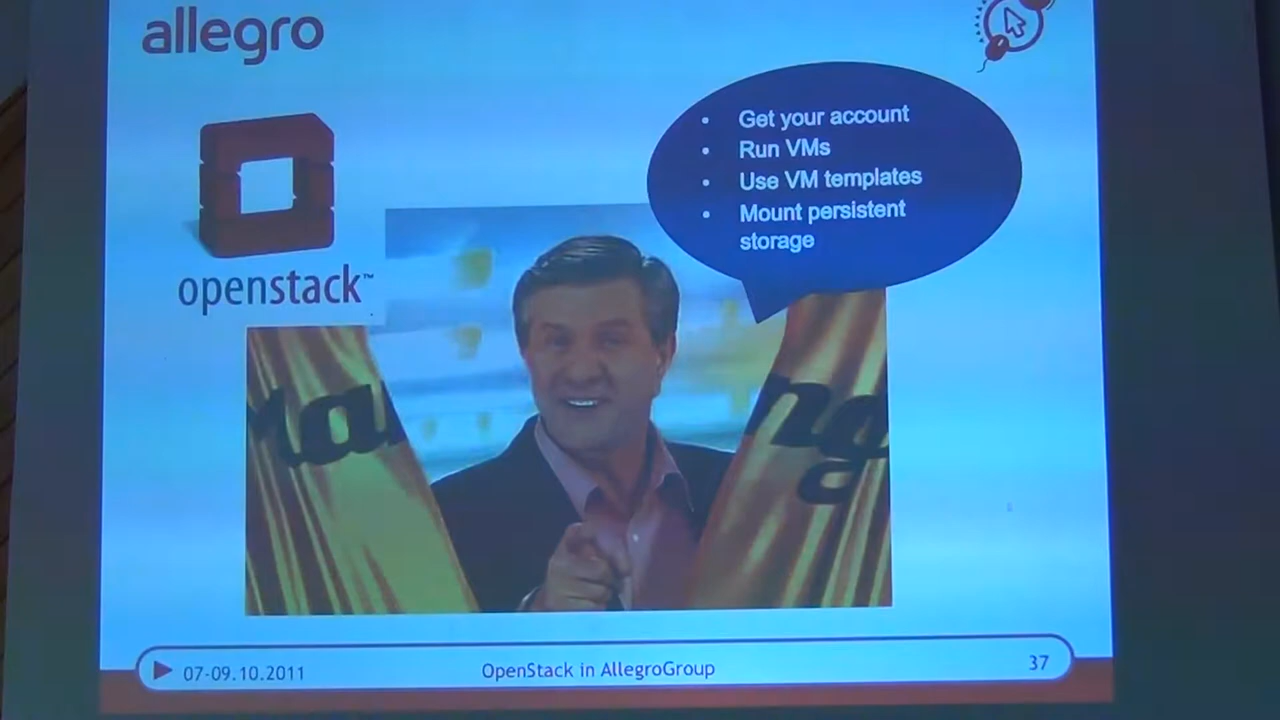 allegro
• Get your account
• Run VMs
• Use VM templates
• Mount persistent
storage
openstack™
07-09.10.2011
OpenStack in AllegroGroup
37